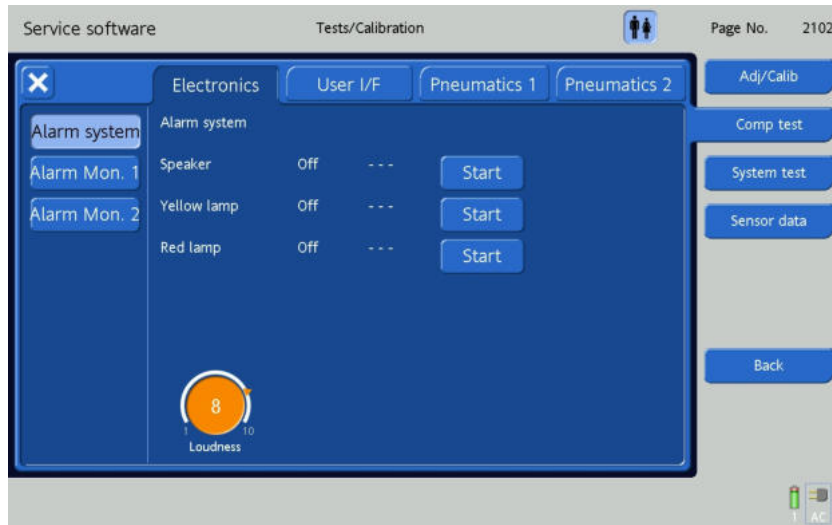 Service software Tests/Calibration Page No. 2102
Electronics User I/F Pneumatics 1 Pneumatics 2
Alarm system
Alarm Mon. 1
Alarm Mon. 2
Alarm system
Speaker Off - - - Start
Yellow lamp Off - - - Start
Red lamp Off - - - Start
8
1 10
Loudness
Adj/Calib
Comp test
System test
Sensor data
Back
1 AC